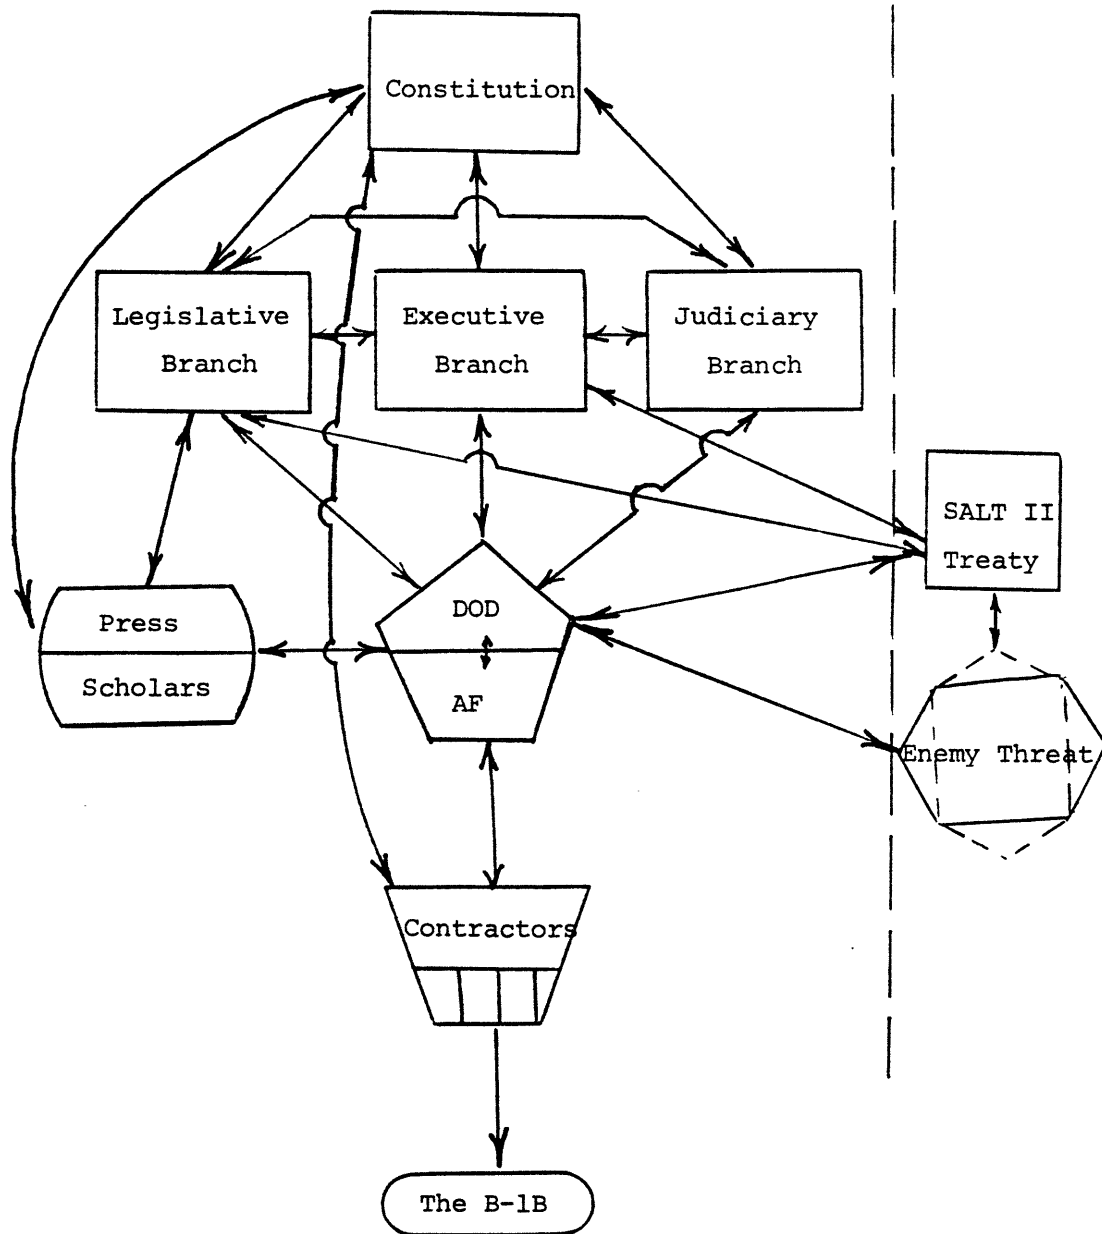 Constitution
Legislative
Branch
Executive
Branch
Judiciary
Branch
SALT II
Treaty
Press
Scholars
DOD
AF
Enemy Threat
Contractors
The B-1B